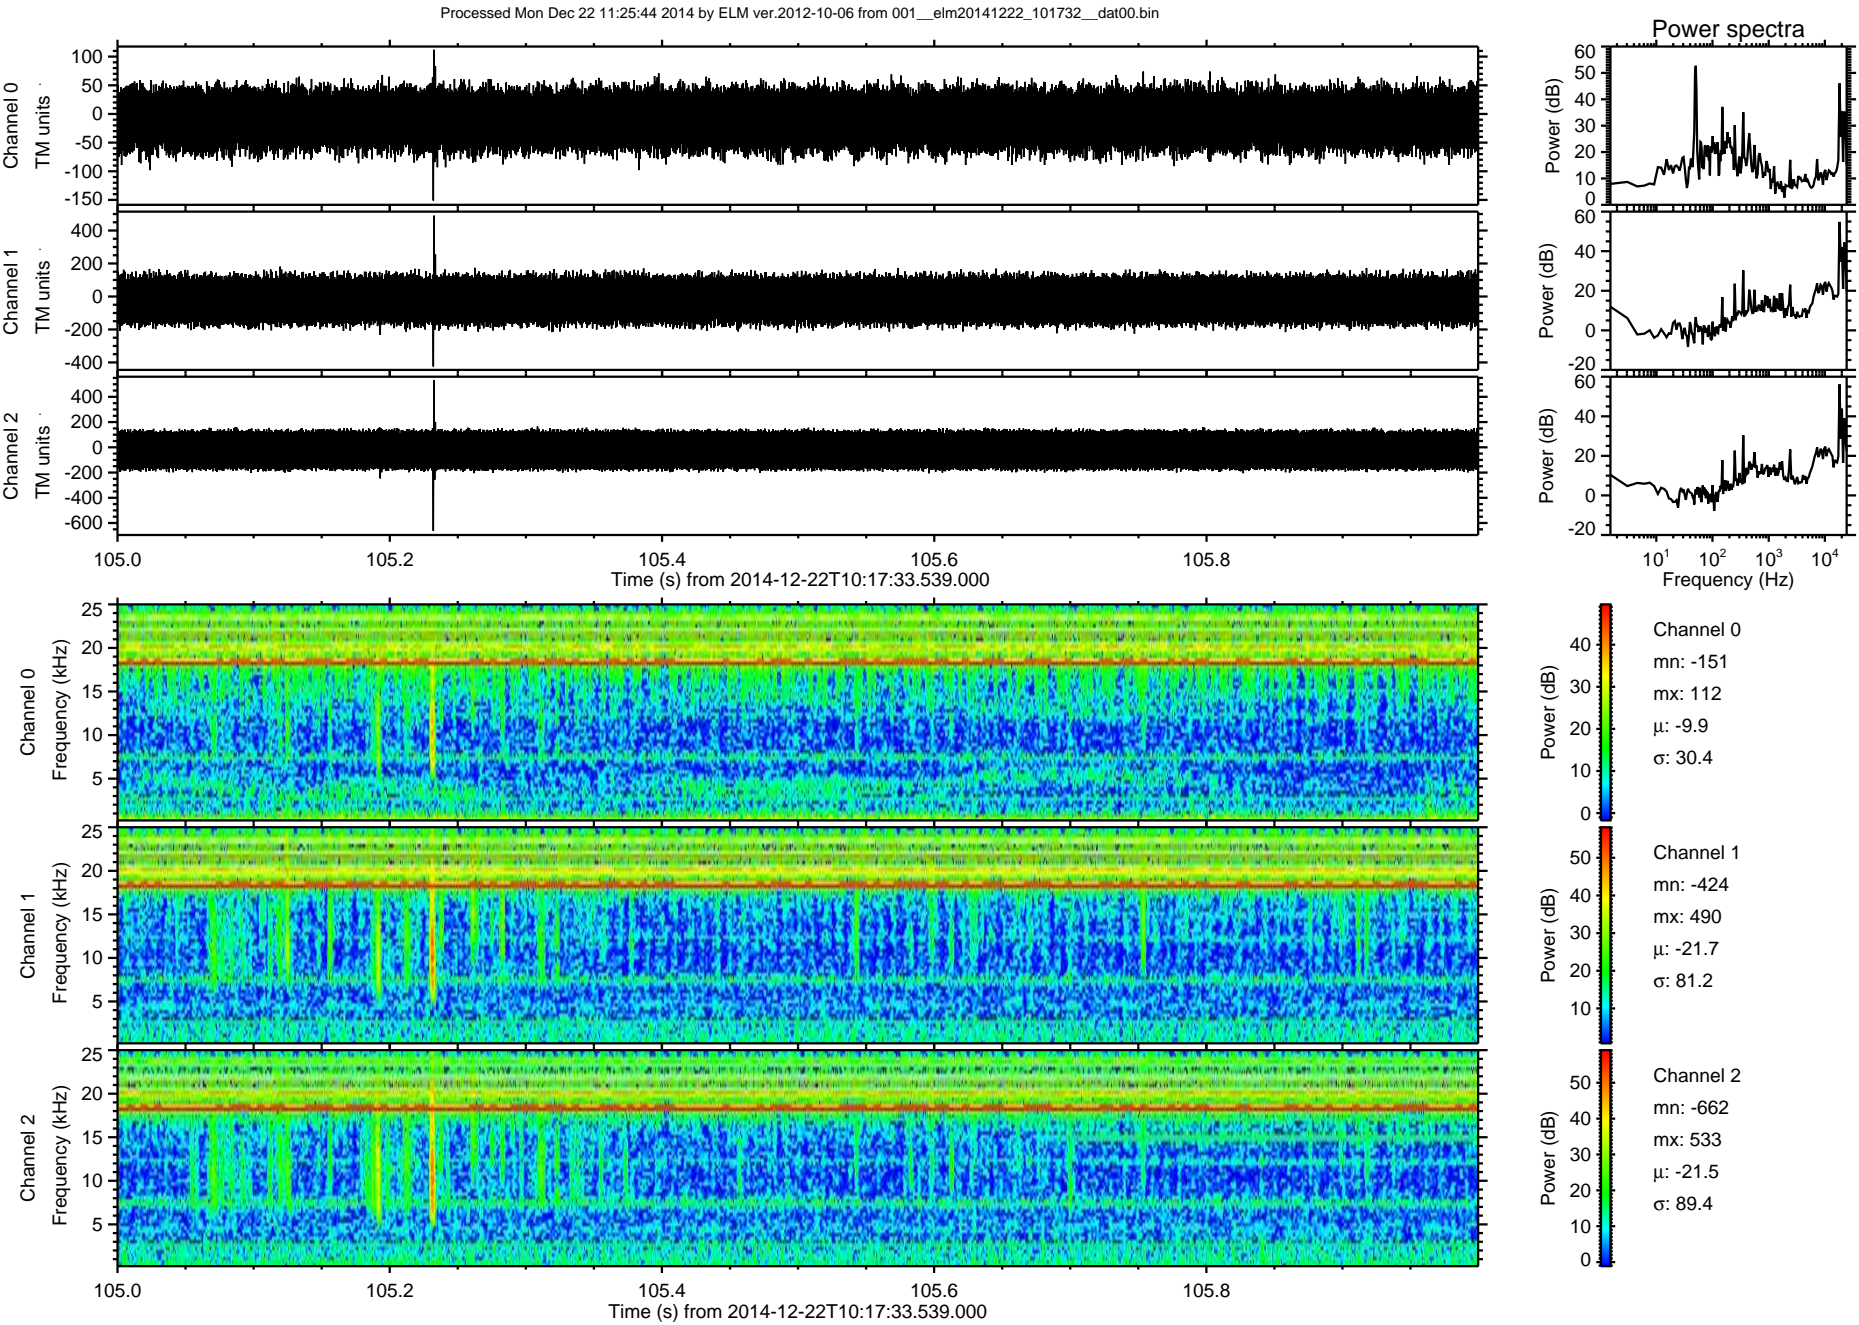 Processed Mon Dec 22 11:25:44 2014 by ELM ver.2012-10-06 from 001__elm20141222_101732__dat00.bin
Power spectra
Channel 0
TM units
100
50
0
-50
-100
-150
Power (dB)
60
50
40
30
20
10
0
Channel 1
TM units
400
200
0
-200
-400
Power (dB)
60
40
20
0
-20
Channel 2
TM units
400
200
0
-200
-400
-600
Power (dB)
60
40
20
0
-20
105.0 105.2 105.4 105.6 105.8
Time (s) from 2014-12-22T10:17:33.539.000
10^1 10^2 10^3 10^4
Frequency (Hz)
Channel 0
Frequency (kHz)
25
20
15
10
5
Power (dB)
40
30
20
10
0
Channel 0
mn: -151
mx: 112
μ: -9.9
σ: 30.4
Channel 1
Frequency (kHz)
25
20
15
10
5
Power (dB)
50
40
30
20
10
Channel 1
mn: -424
mx: 490
μ: -21.7
σ: 81.2
Channel 2
Frequency (kHz)
25
20
15
10
5
Power (dB)
50
40
30
20
10
0
Channel 2
mn: -662
mx: 533
μ: -21.5
σ: 89.4
105.0 105.2 105.4 105.6 105.8
Time (s) from 2014-12-22T10:17:33.539.000